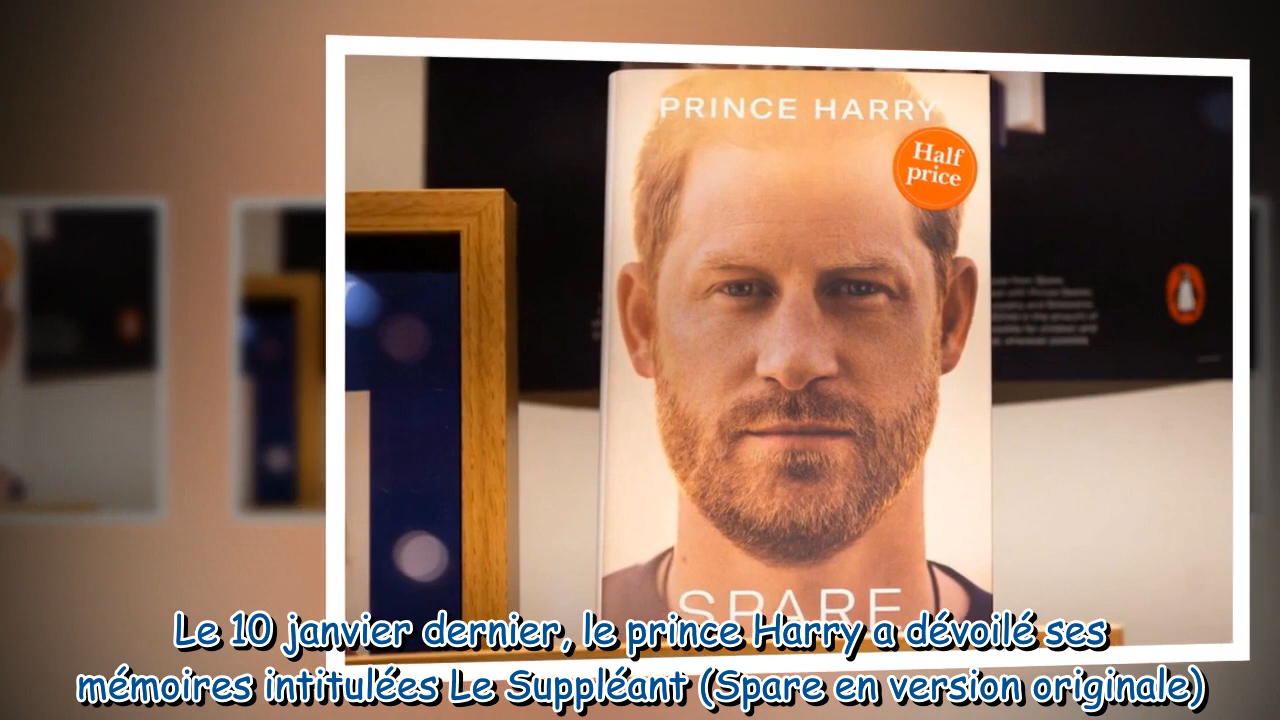 PRINCE HARRY
Half
price
SPARE
Le 10 janvier dernier, le prince Harry a dévoilé ses
mémoires intitulées Le Suppléant (Spare en version originale)